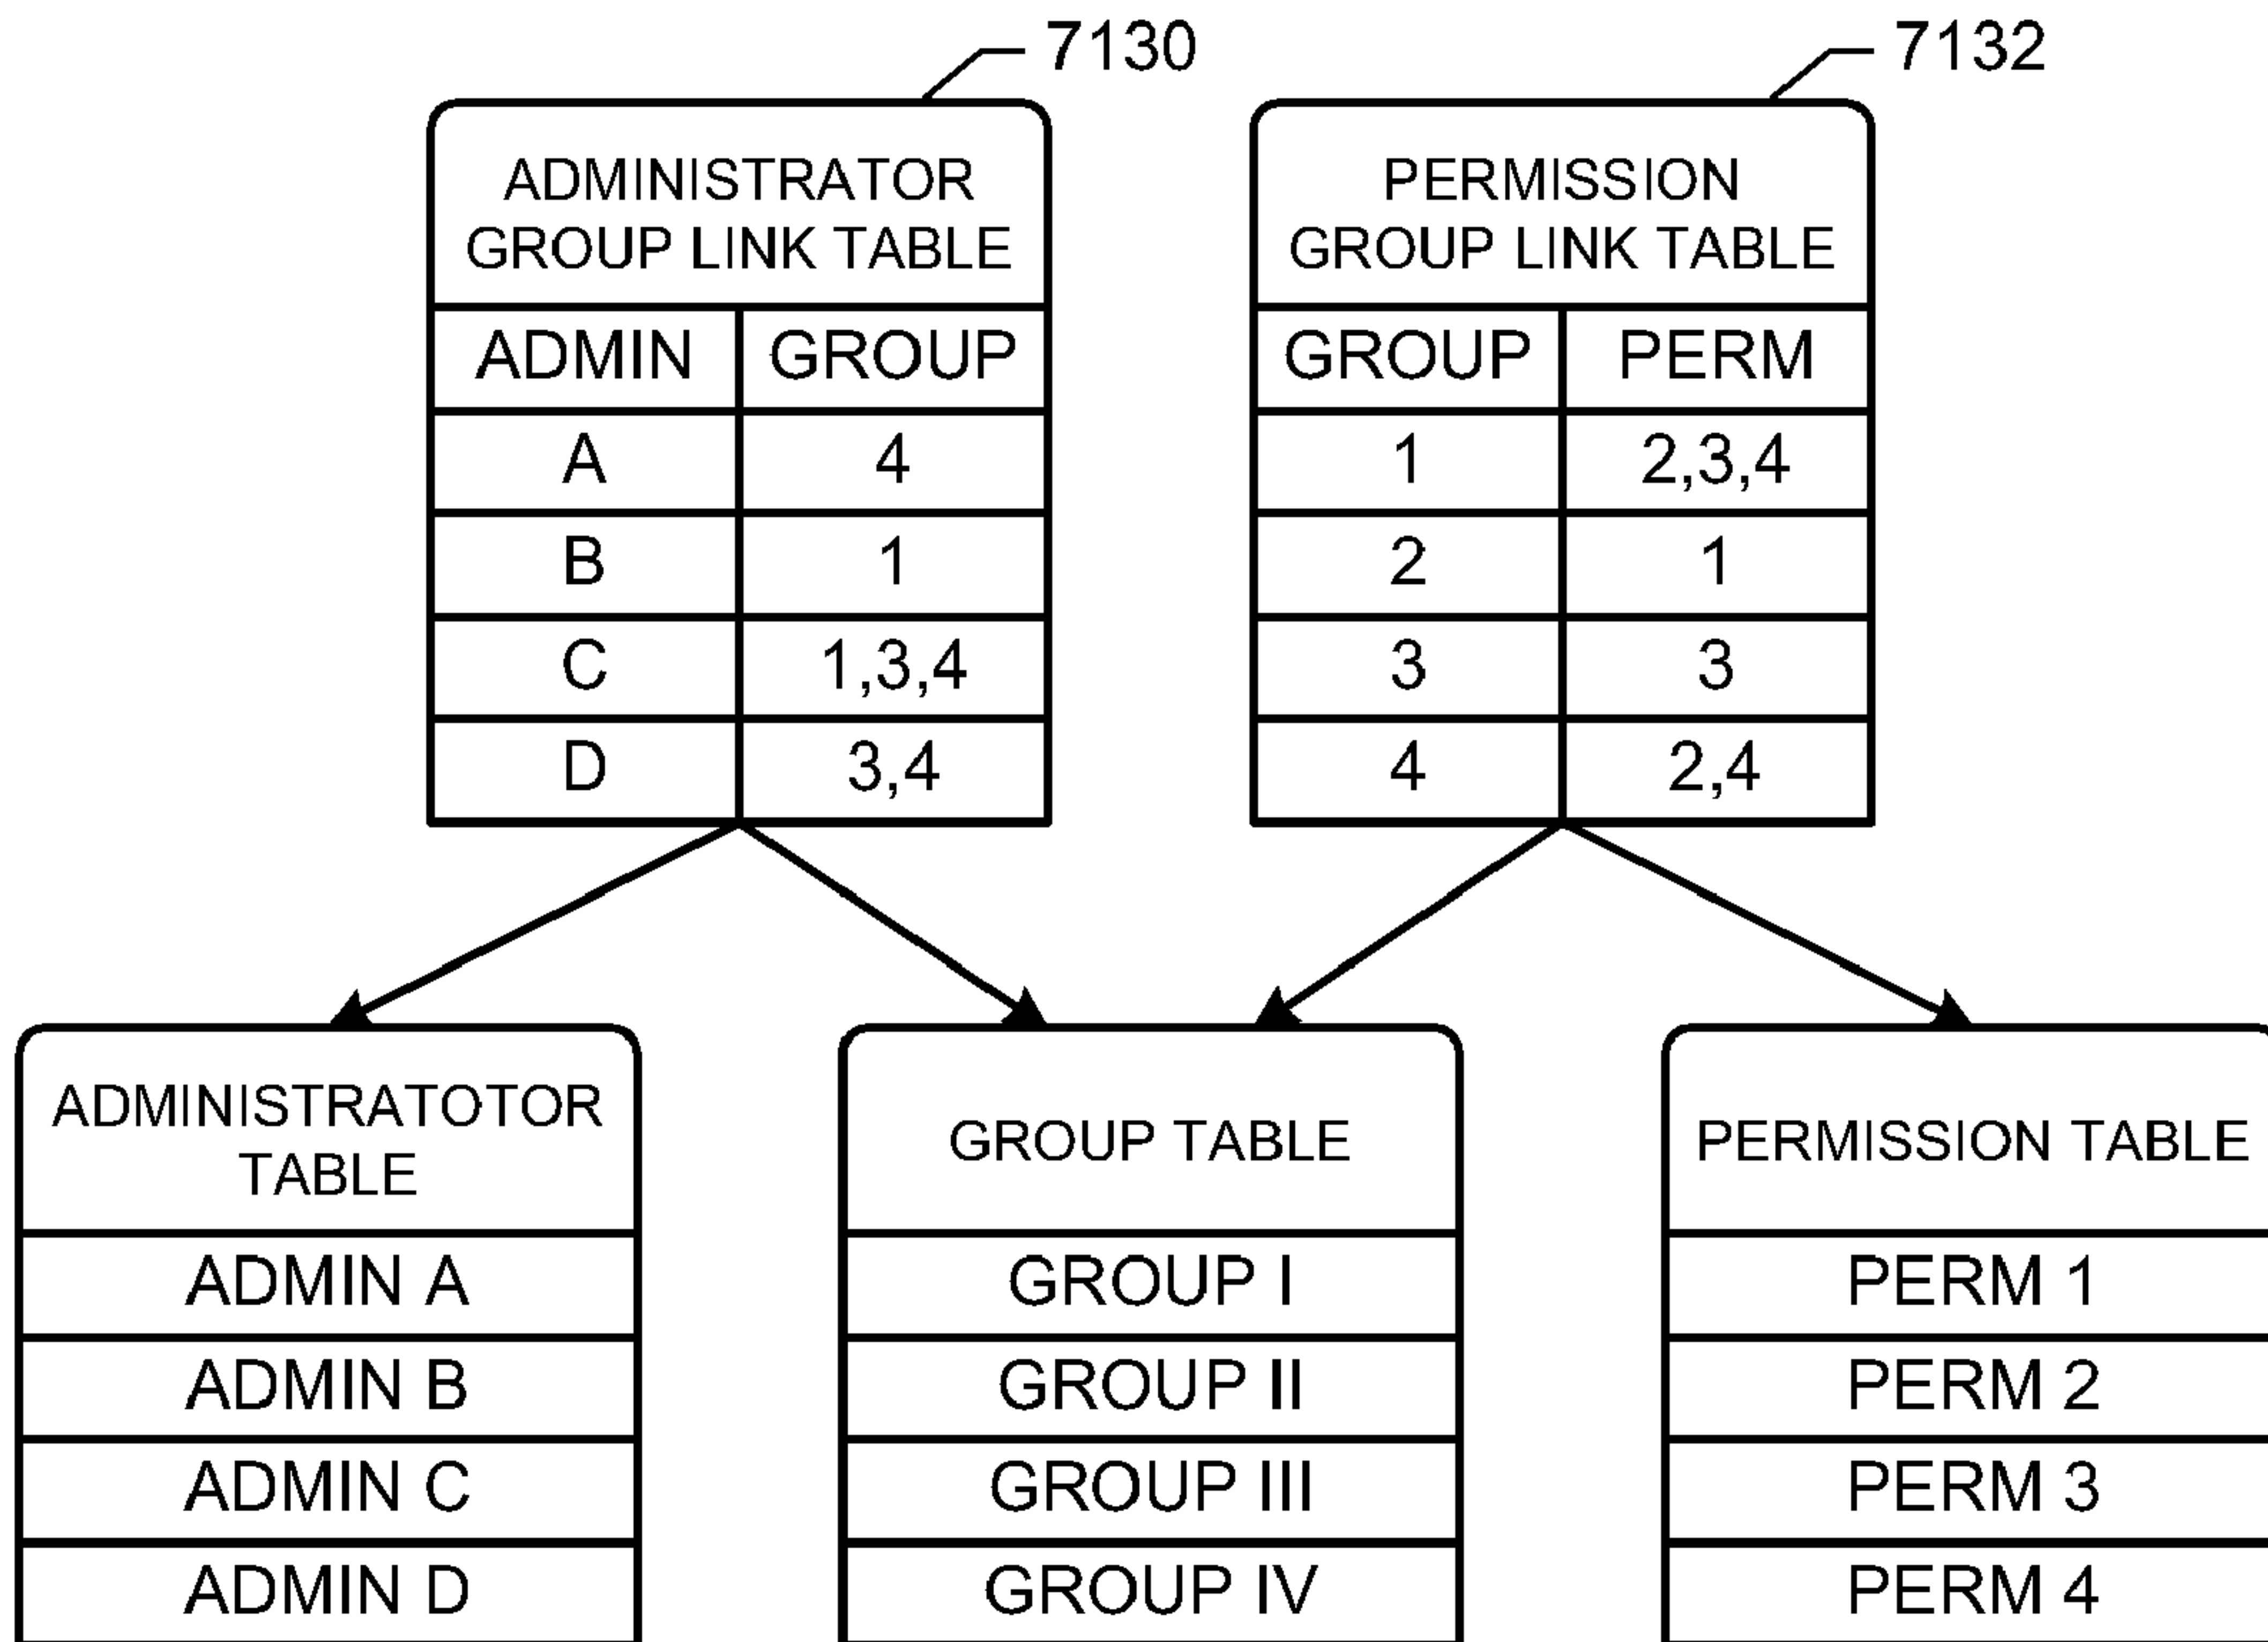 7130
7132
ADMINISTRATOR
GROUP LINK TABLE
ADMIN GROUP
A 4
B 1
C 1,3,4
D 3,4
PERMISSION
GROUP LINK TABLE
GROUP PERM
1 2,3,4
2 1
3 3
4 2,4
ADMINISTRATOTOR
TABLE
ADMIN A
ADMIN B
ADMIN C
ADMIN D
GROUP TABLE
GROUP I
GROUP II
GROUP III
GROUP IV
PERMISSION TABLE
PERM 1
PERM 2
PERM 3
PERM 4